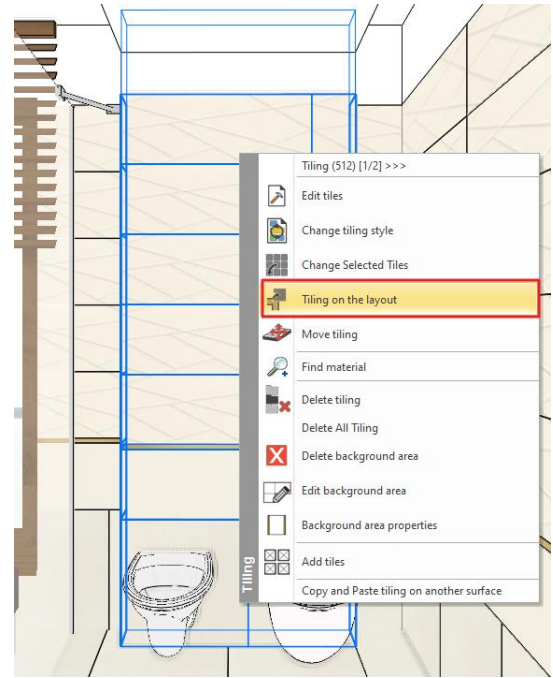 Tiling (512) [1/2] >>>
Edit tiles
Change tiling style
Change Selected Tiles
Tiling on the layout
Move tiling
Find material
Delete tiling
Delete All Tiling
Delete background area
Edit background area
Background area properties
Add tiles
Copy and Paste tiling on another surface
Tiling